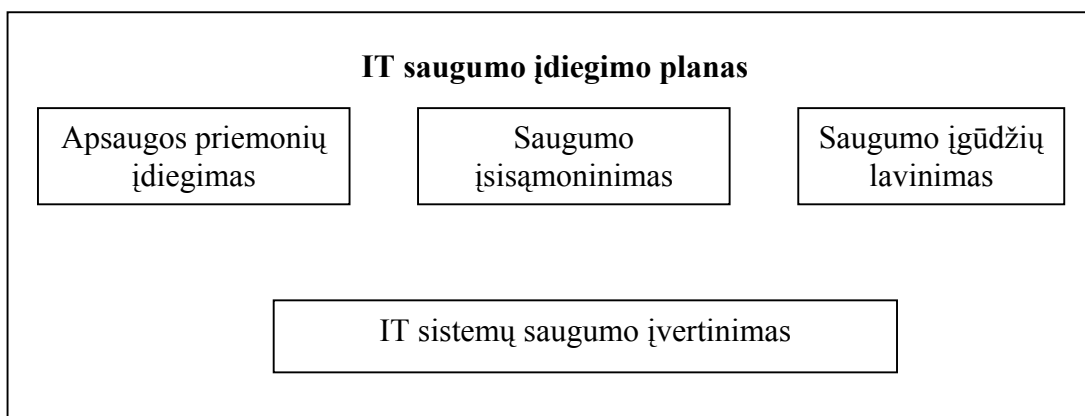 IT saugumo įdiegimo planas
Apsaugos priemonių
įdiegimas
Saugumo
įsisąmoninimas
Saugumo įgūdžių
lavinimas
IT sistemų saugumo įvertinimas